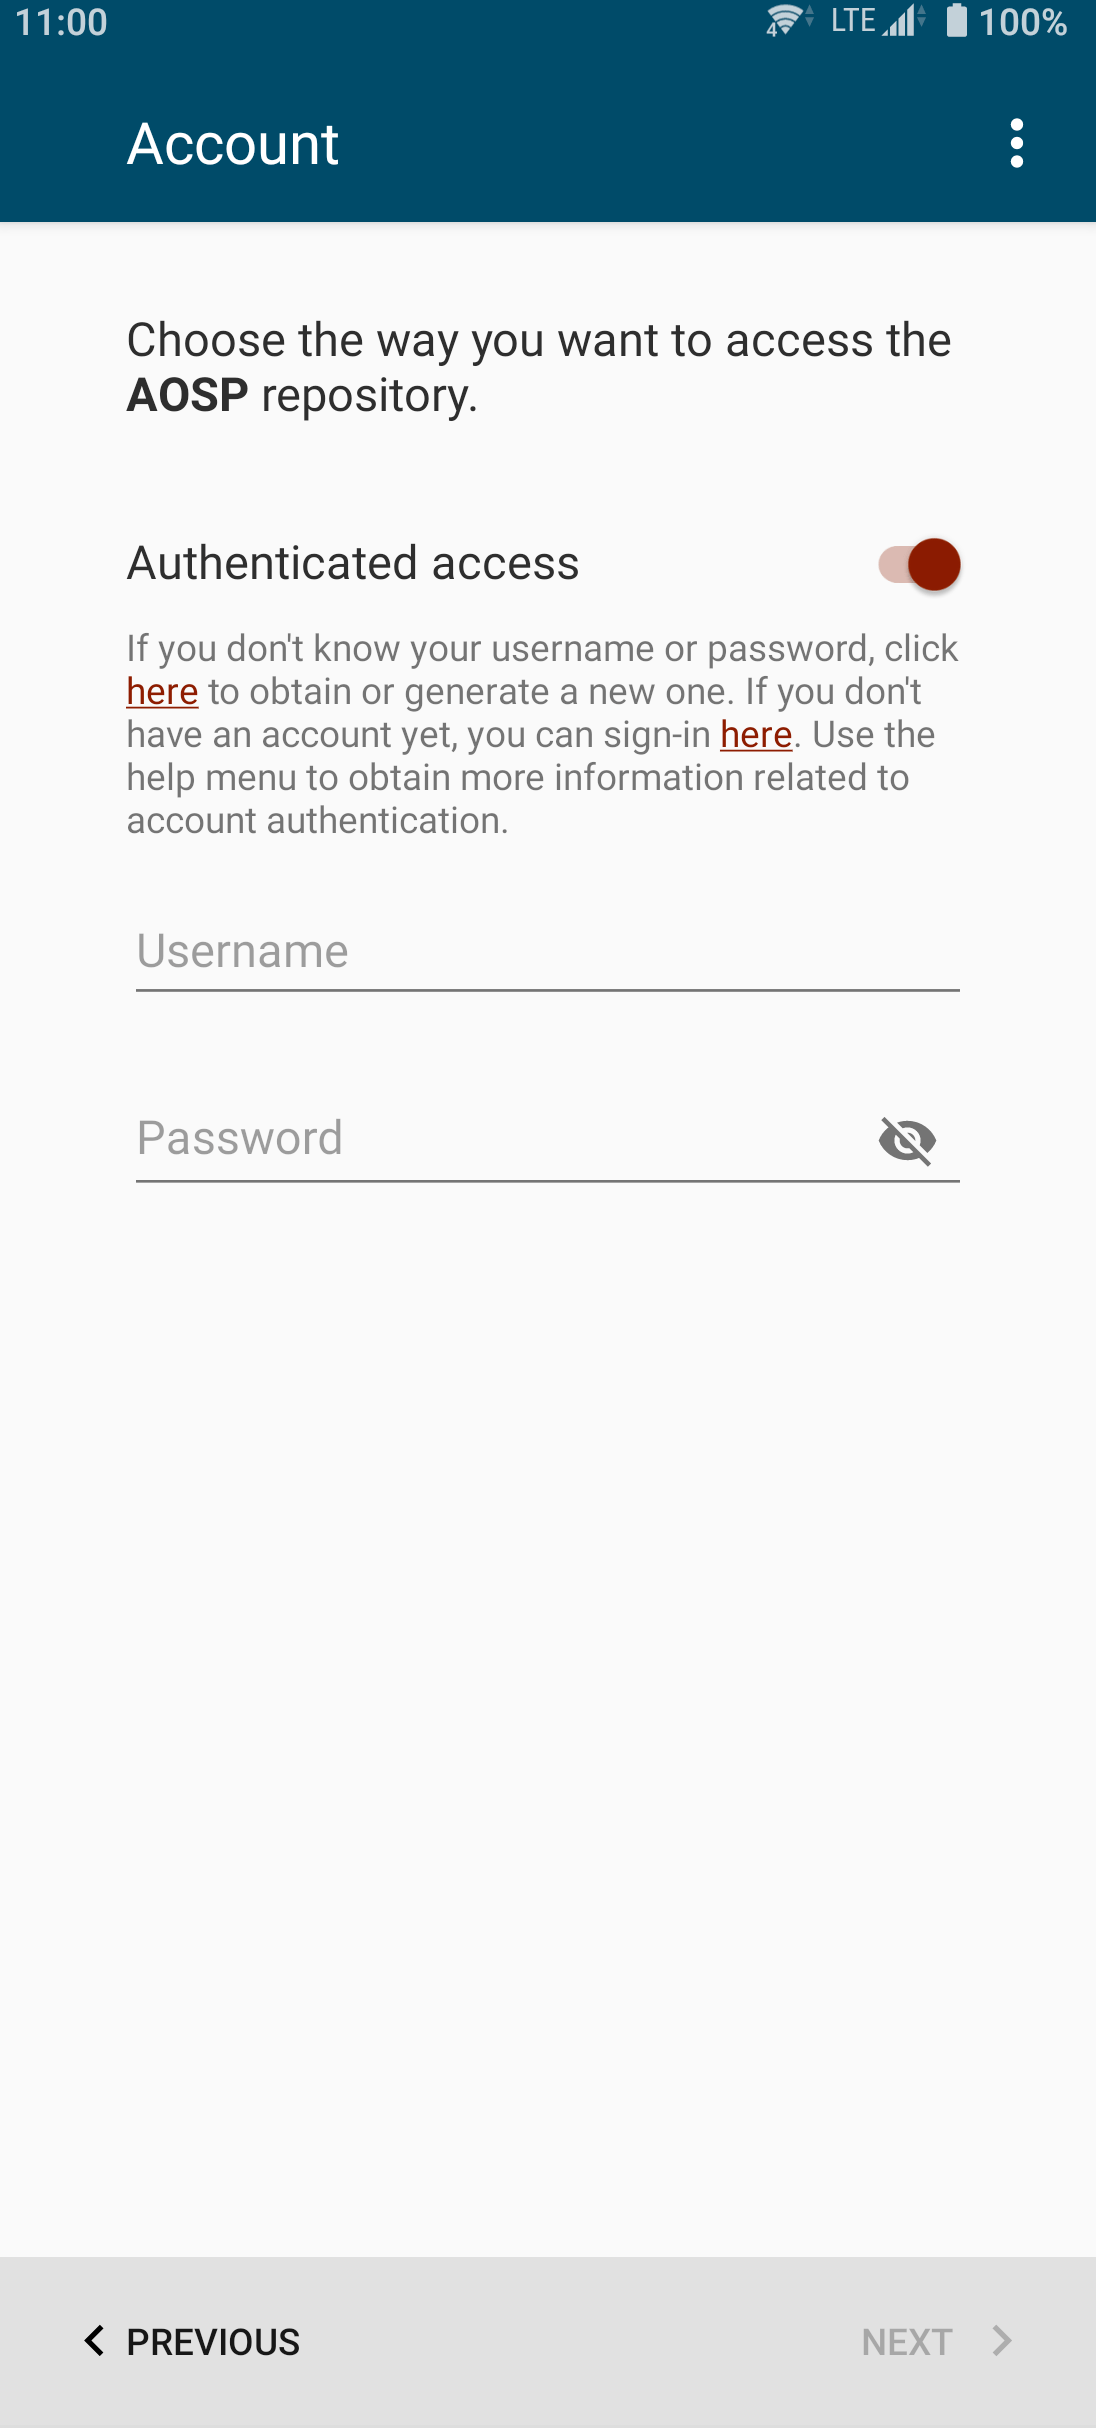 11:00
4 LTE 100%
Account
Choose the way you want to access the
AOSP repository.
Authenticated access
If you don't know your username or password, click
here to obtain or generate a new one. If you don't
have an account yet, you can sign-in here. Use the
help menu to obtain more information related to
account authentication.
Username
Password
PREVIOUS
NEXT